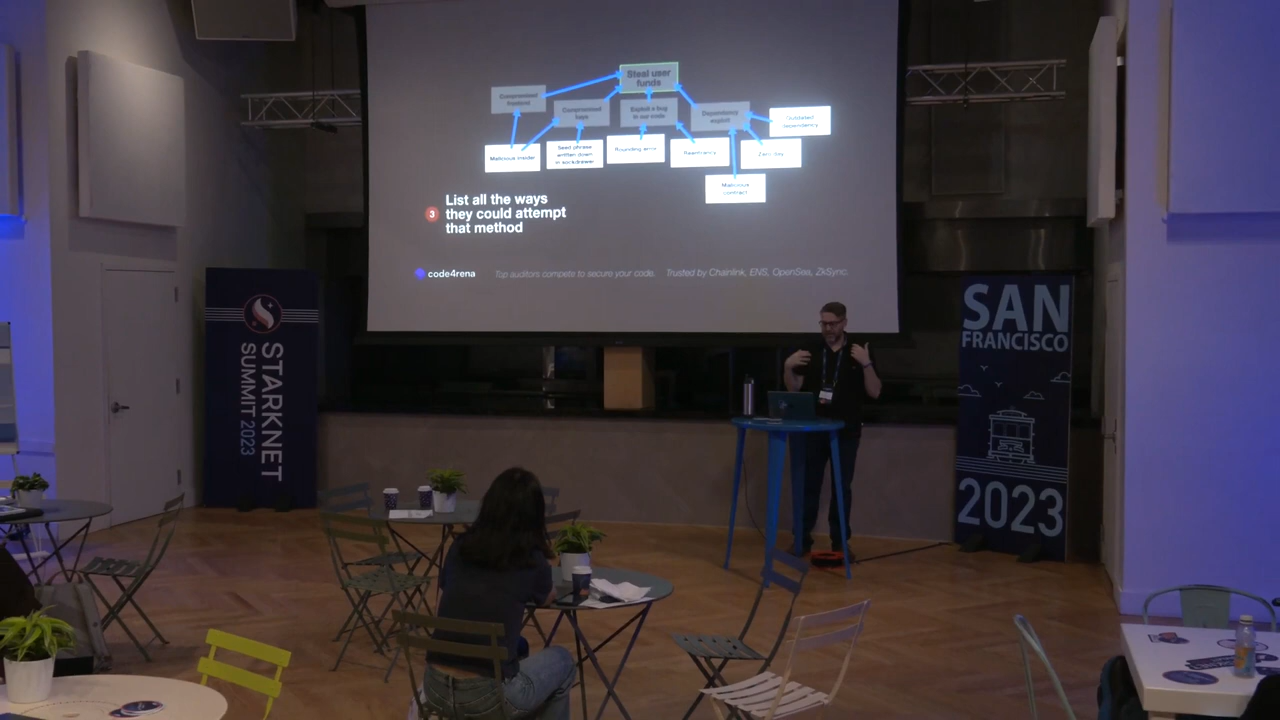 Steal user
funds
Compromised
frontend
Compromised
keys
Exploit a bug
in our code
Dependency
exploit
Outdated
dependency
Malicious insider
Seed phrase
written down
in sockdrawer
Rounding error
Reentrancy
Zero day
Malicious
contract
3
List all the ways
they could attempt
that method
code4rena
Top auditors compete to secure your code. Trusted by Chainlink, ENS, OpenSea, ZkSync.
STARKNET
SUMMIT 2023
SAN
FRANCISCO
2023